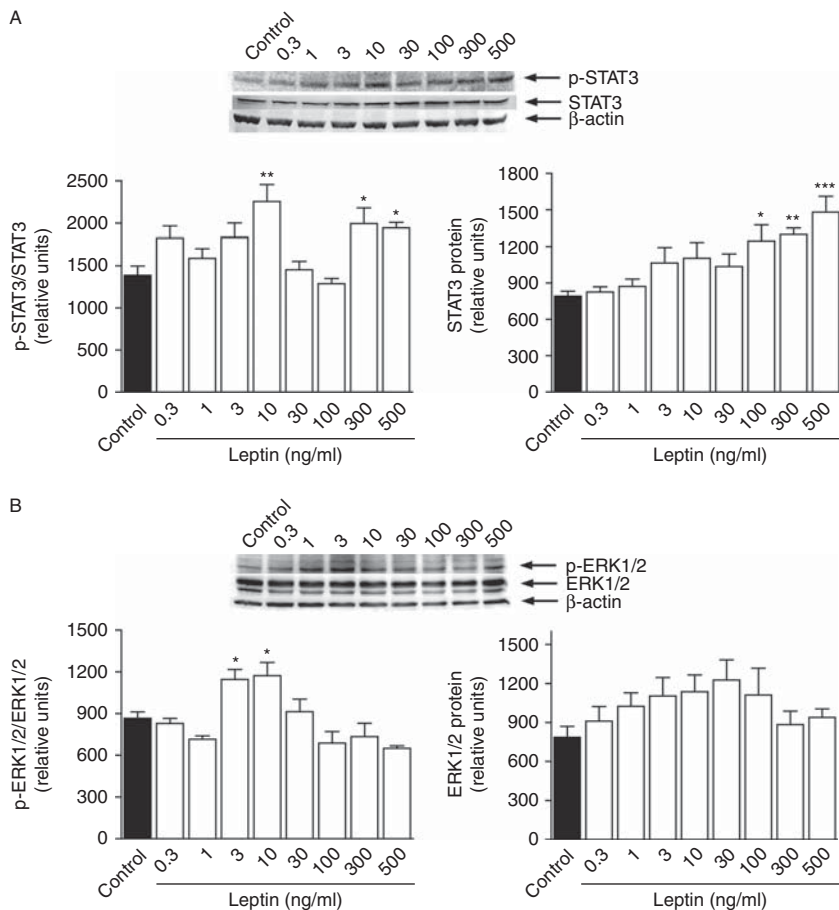 A
Control 0.3 1 3 10 30 100 300 500
p-STAT3
STAT3
β-actin
p-STAT3/STAT3
(relative units)
2500
2000
1500
1000
500
0
** * *
Control 0.3 1 3 10 30 100 300 500
Leptin (ng/ml)
STAT3 protein
(relative units)
1800
1500
1200
900
600
300
0
* ** ***
Control 0.3 1 3 10 30 100 300 500
Leptin (ng/ml)
B
Control 0.3 1 3 10 30 100 300 500
p-ERK1/2
ERK1/2
β-actin
p-ERK1/2/ERK1/2
(relative units)
1500
1200
900
600
300
0
* *
Control 0.3 1 3 10 30 100 300 500
Leptin (ng/ml)
ERK1/2 protein
(relative units)
1500
1200
900
600
300
0
Control 0.3 1 3 10 30 100 300 500
Leptin (ng/ml)